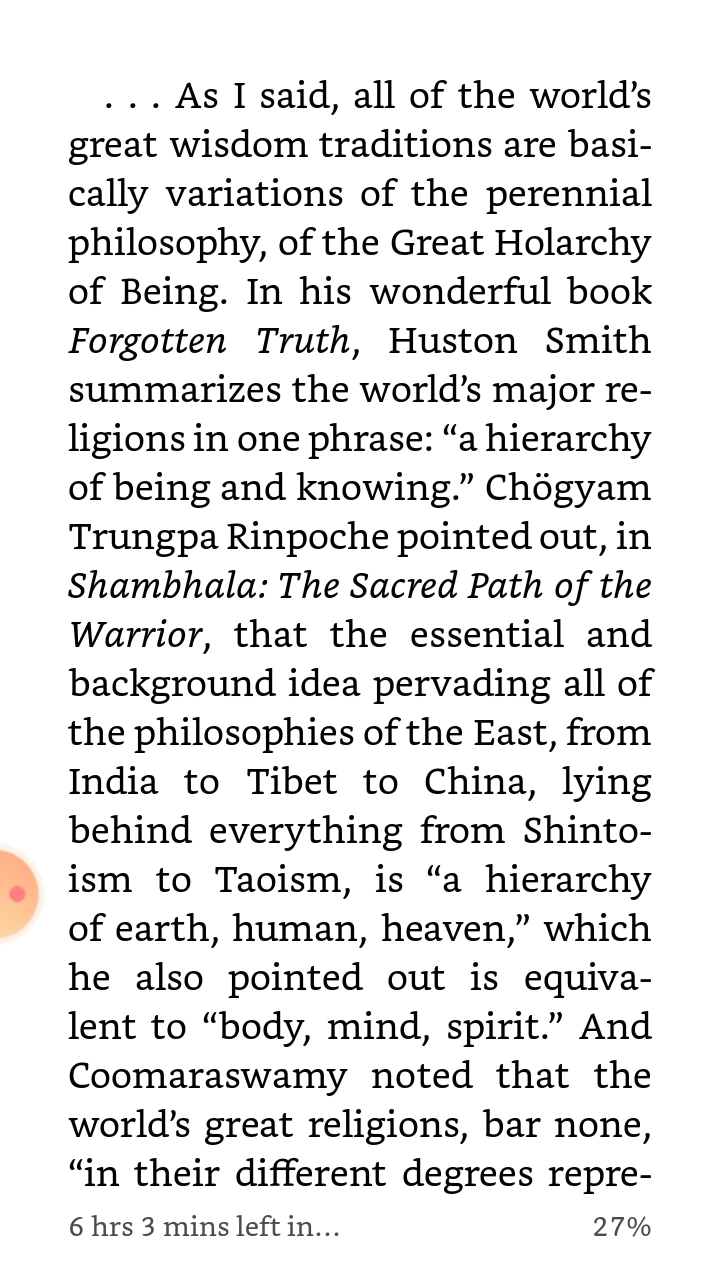 . . . As I said, all of the world’s
great wisdom traditions are basi-
cally variations of the perennial
philosophy, of the Great Holarchy
of Being. In his wonderful book
Forgotten Truth, Huston Smith
summarizes the world’s major re-
ligions in one phrase: “a hierarchy
of being and knowing.” Chögyam
Trungpa Rinpoche pointed out, in
Shambhala: The Sacred Path of the
Warrior, that the essential and
background idea pervading all of
the philosophies of the East, from
India to Tibet to China, lying
behind everything from Shinto-
ism to Taoism, is “a hierarchy
of earth, human, heaven,” which
he also pointed out is equiva-
lent to “body, mind, spirit.” And
Coomaraswamy noted that the
world’s great religions, bar none,
“in their different degrees repre-
6 hrs 3 mins left in... 27%